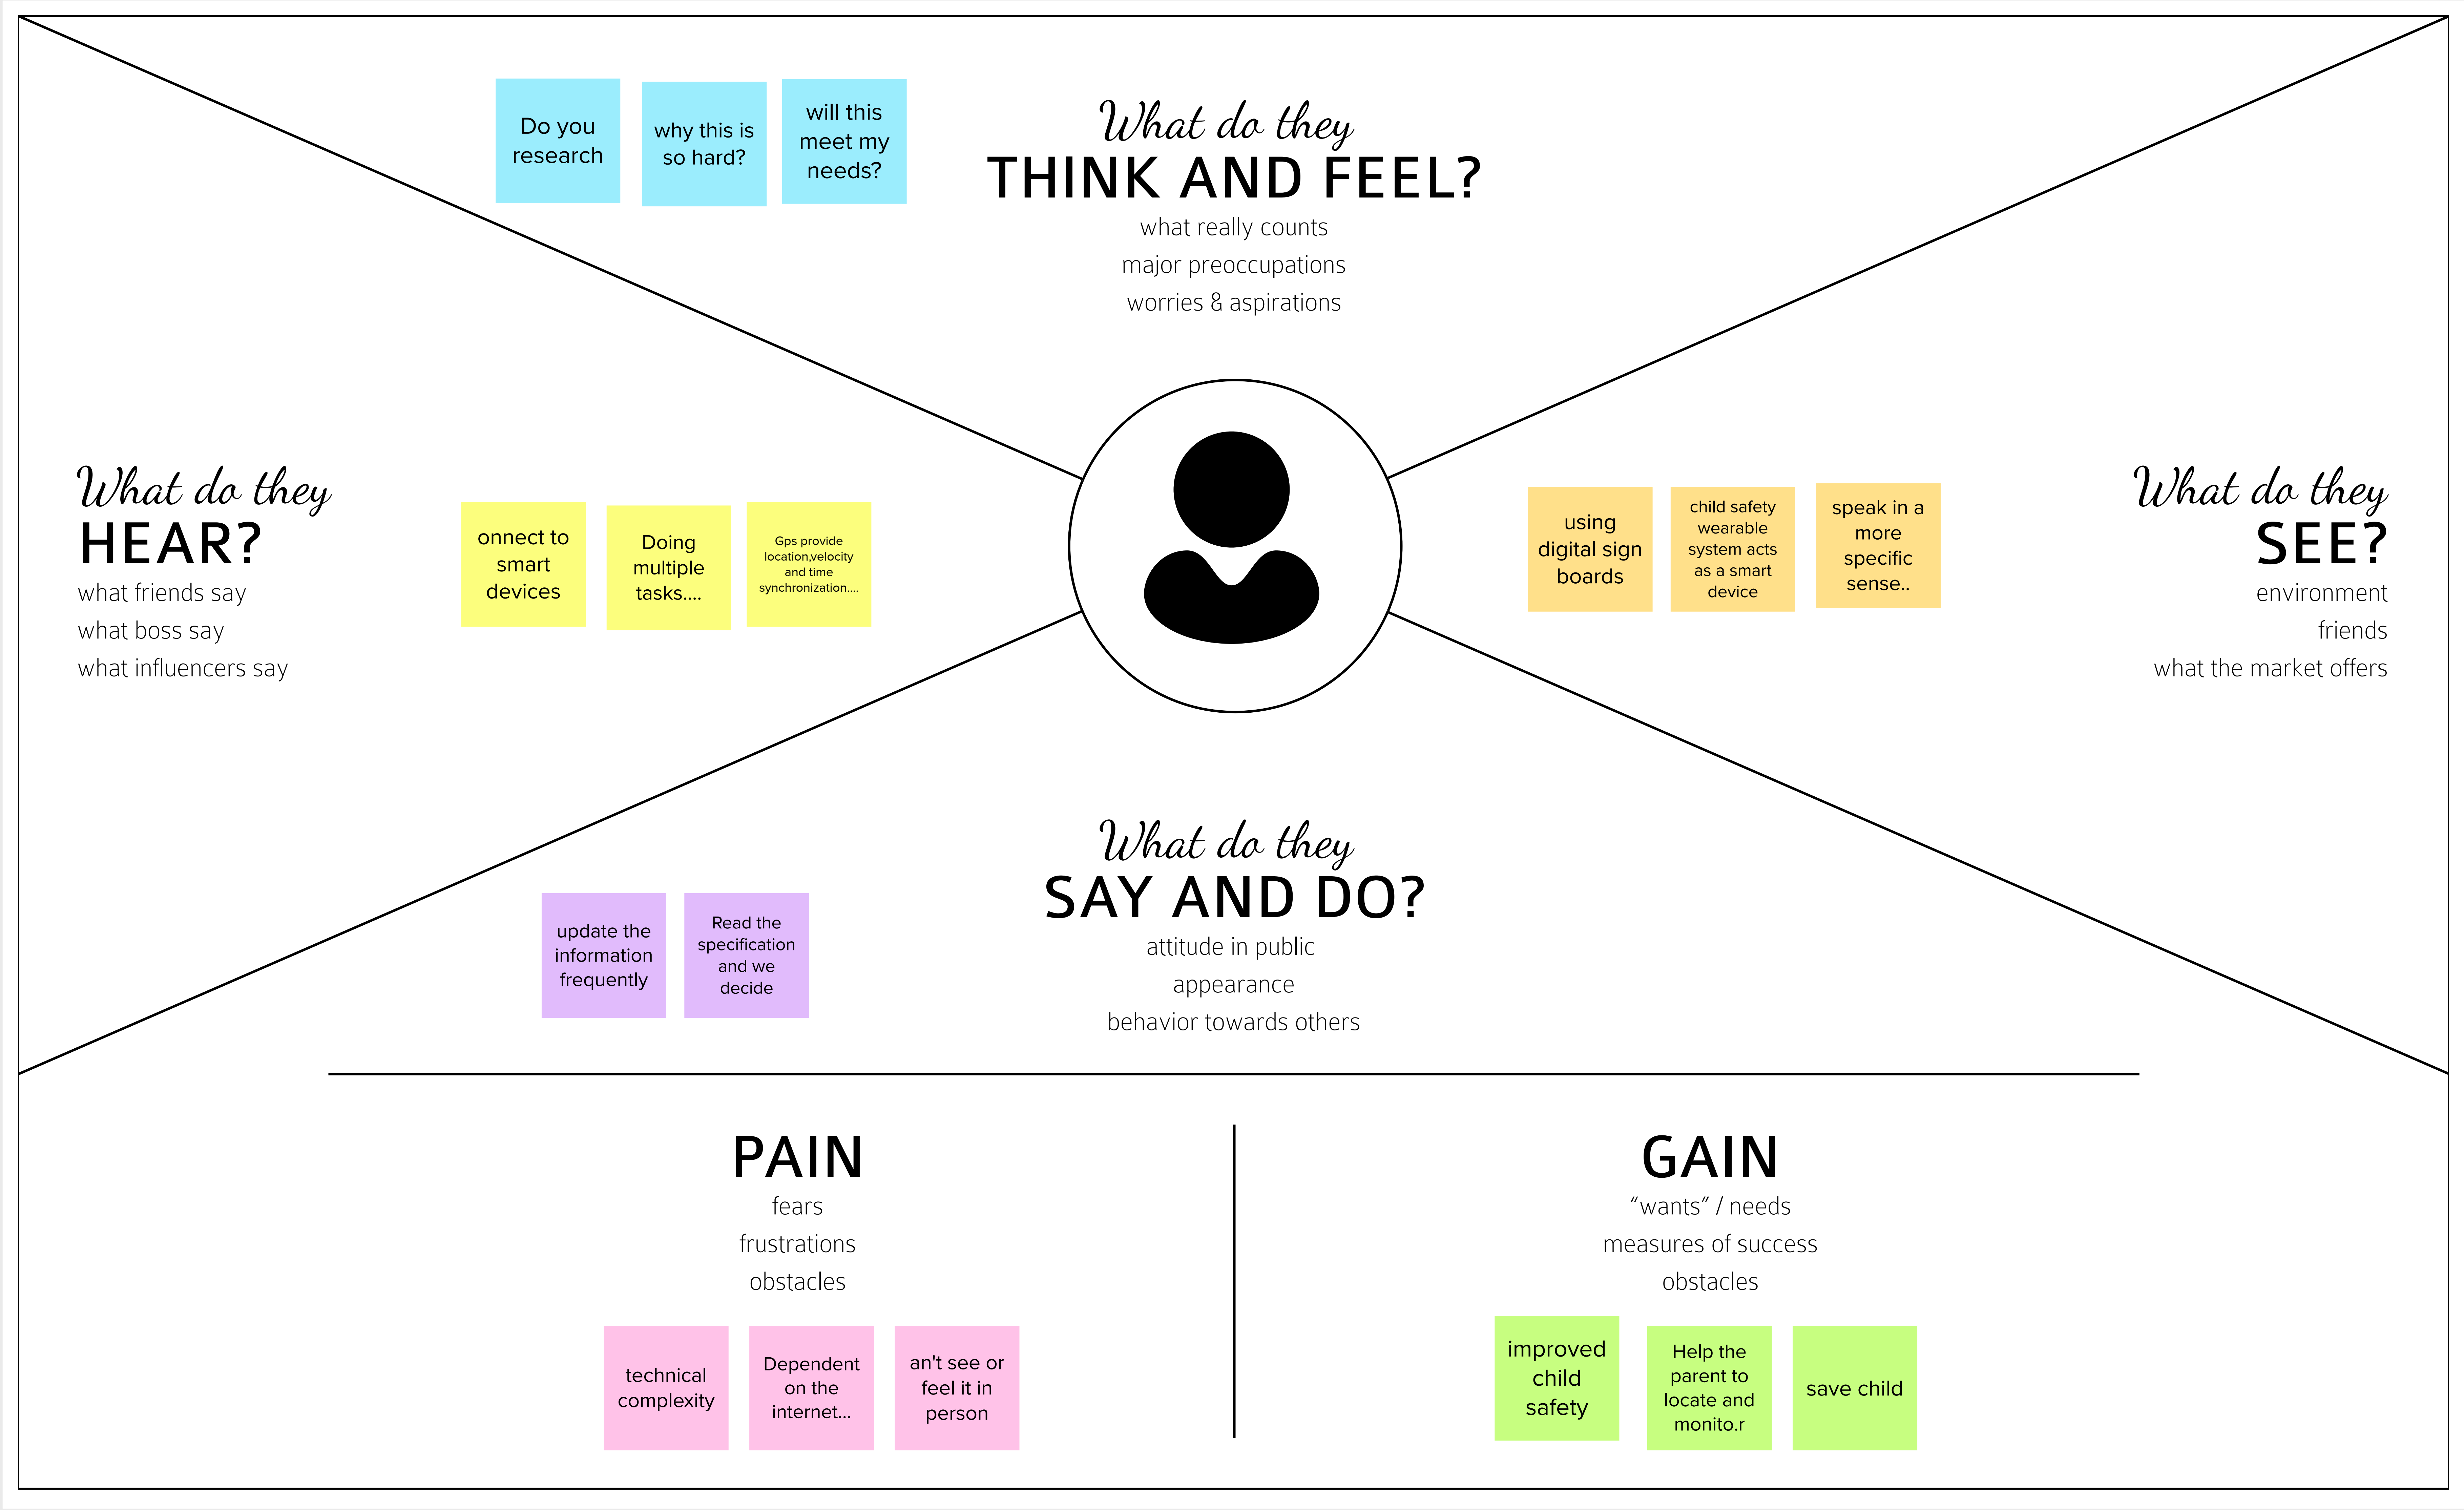 Do you
research
why this is
so hard?
will this
meet my
needs?
What do they
THINK AND FEEL?
what really counts
major preoccupations
worries & aspirations
What do they
HEAR?
what friends say
what boss say
what influencers say
onnect to
smart
devices
Doing
multiple
tasks....
Gps provide
location,velocity
and time
synchronization....
using
digital sign
boards
child safety
wearable
system acts
as a smart
device
speak in a
more
specific
sense..
What do they
SEE?
environment
friends
what the market offers
update the
information
frequently
Read the
specification
and we
decide
What do they
SAY AND DO?
attitude in public
appearance
behavior towards others
PAIN
fears
frustrations
obstacles
technical
complexity
Dependent
on the
internet...
an't see or
feel it in
person
GAIN
“wants” / needs
measures of success
obstacles
improved
child
safety
Help the
parent to
locate and
monito.r
save child